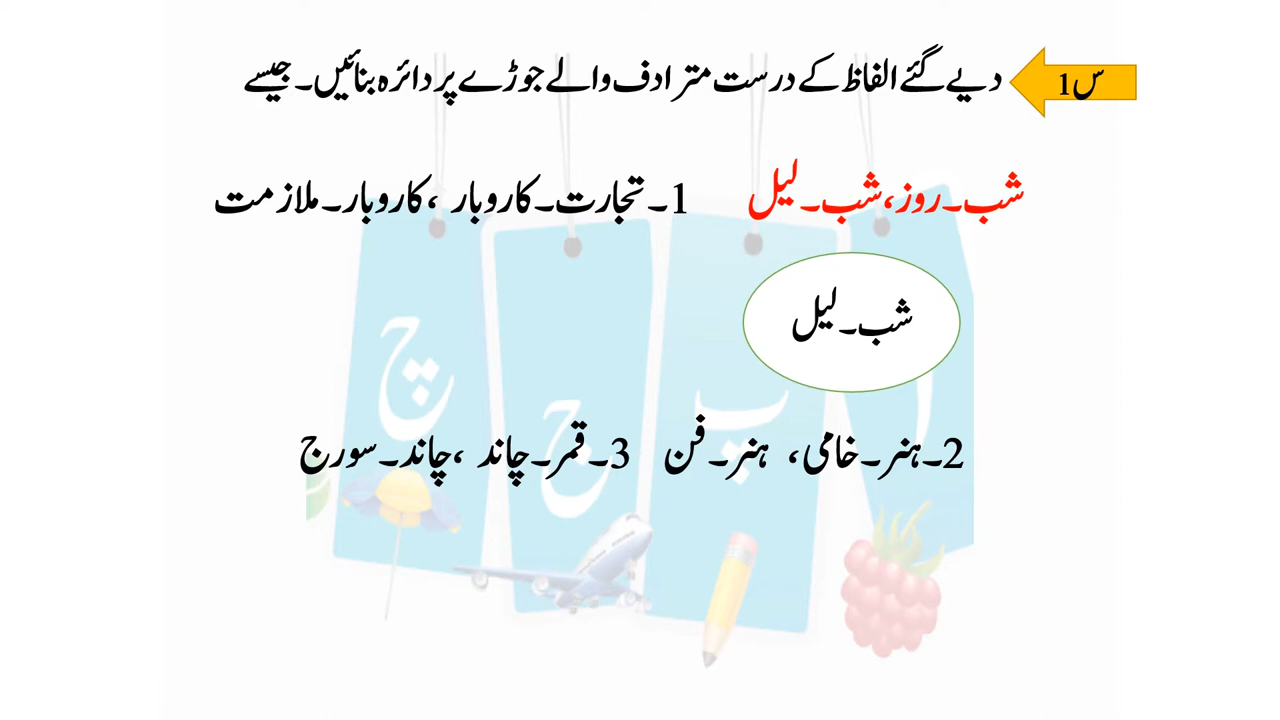 س1 دیے گئے الفاظ کے درست مترادف والے جوڑے پر دائرہ بنائیں۔ جیسے
شب۔روز، شب۔لیل 1۔تجارت۔کاروبار ، کاروبار۔ملازمت
شب۔لیل
2۔ہنر۔خامی، ہنر۔فن 3۔قمر۔چاند ، چاند۔سورج
ا ب ج چ